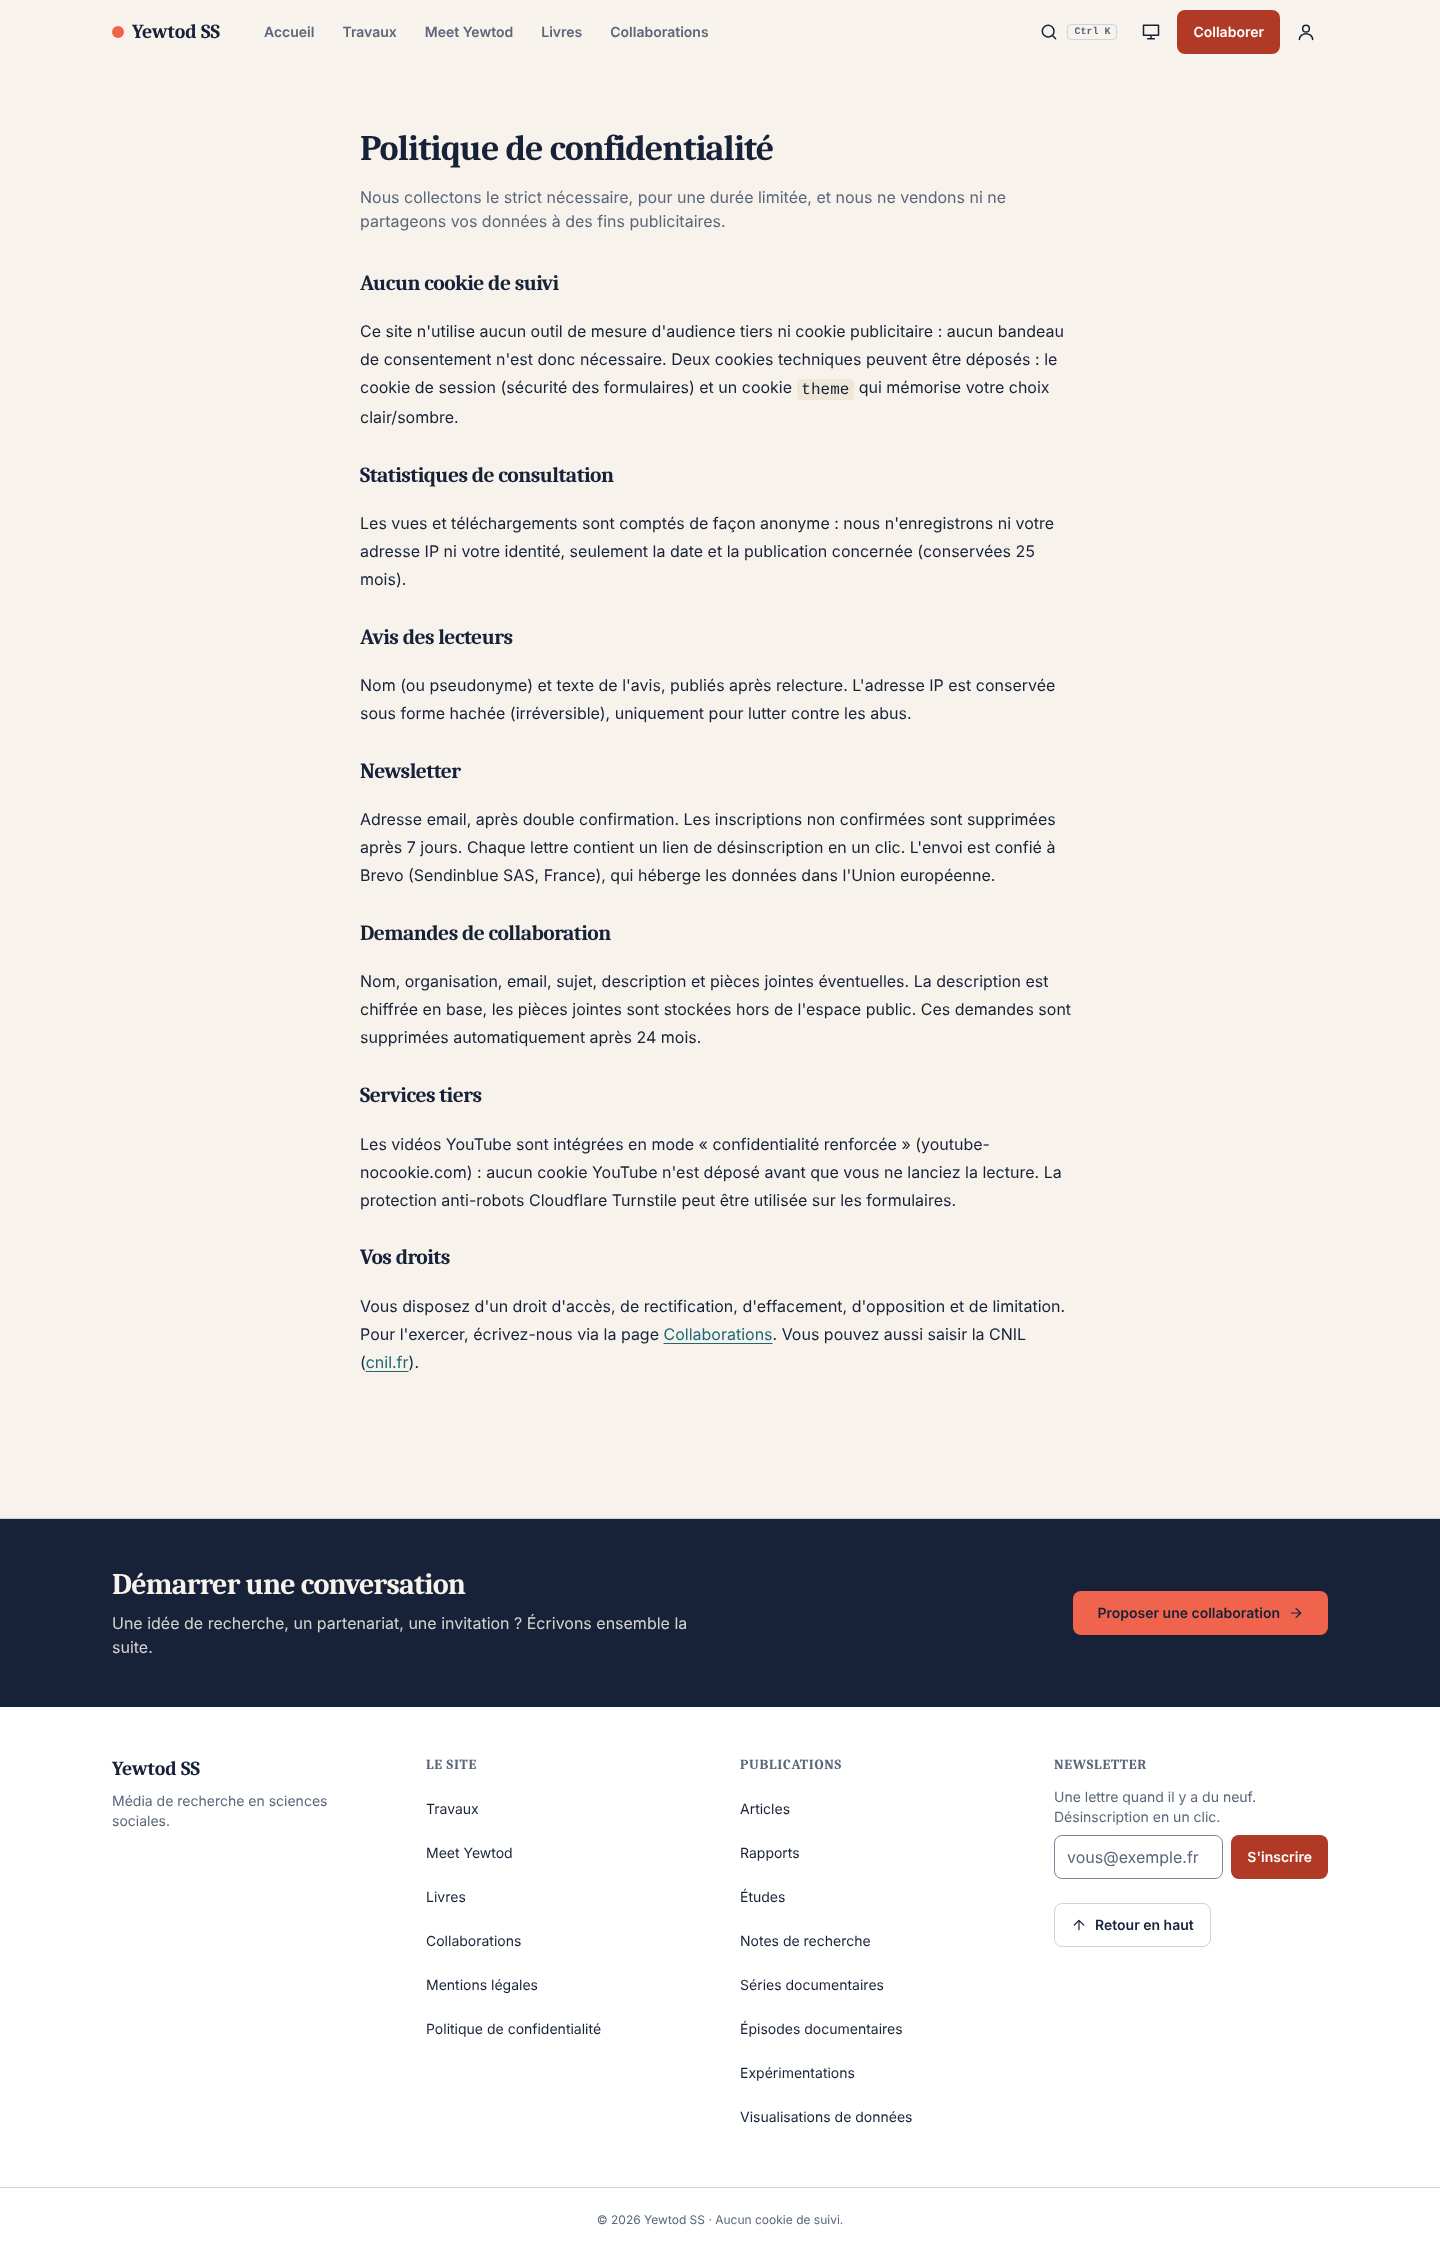 Yewtod SS
Accueil
Travaux
Meet Yewtod
Livres
Collaborations
Ctrl K
Collaborer
Politique de confidentialité
Nous collectons le strict nécessaire, pour une durée limitée, et nous ne vendons ni ne
partageons vos données à des fins publicitaires.
Aucun cookie de suivi
Ce site n'utilise aucun outil de mesure d'audience tiers ni cookie publicitaire : aucun bandeau
de consentement n'est donc nécessaire. Deux cookies techniques peuvent être déposés : le
cookie de session (sécurité des formulaires) et un cookie theme qui mémorise votre choix
clair/sombre.
Statistiques de consultation
Les vues et téléchargements sont comptés de façon anonyme : nous n'enregistrons ni votre
adresse IP ni votre identité, seulement la date et la publication concernée (conservées 25
mois).
Avis des lecteurs
Nom (ou pseudonyme) et texte de l'avis, publiés après relecture. L'adresse IP est conservée
sous forme hachée (irréversible), uniquement pour lutter contre les abus.
Newsletter
Adresse email, après double confirmation. Les inscriptions non confirmées sont supprimées
après 7 jours. Chaque lettre contient un lien de désinscription en un clic. L'envoi est confié à
Brevo (Sendinblue SAS, France), qui héberge les données dans l'Union européenne.
Demandes de collaboration
Nom, organisation, email, sujet, description et pièces jointes éventuelles. La description est
chiffrée en base, les pièces jointes sont stockées hors de l'espace public. Ces demandes sont
supprimées automatiquement après 24 mois.
Services tiers
Les vidéos YouTube sont intégrées en mode « confidentialité renforcée » (youtube-
nocookie.com) : aucun cookie YouTube n'est déposé avant que vous ne lanciez la lecture. La
protection anti-robots Cloudflare Turnstile peut être utilisée sur les formulaires.
Vos droits
Vous disposez d'un droit d'accès, de rectification, d'effacement, d'opposition et de limitation.
Pour l'exercer, écrivez-nous via la page Collaborations. Vous pouvez aussi saisir la CNIL
(cnil.fr).
Démarrer une conversation
Une idée de recherche, un partenariat, une invitation ? Écrivons ensemble la
suite.
Proposer une collaboration
Yewtod SS
Média de recherche en sciences
sociales.
LE SITE
Travaux
Meet Yewtod
Livres
Collaborations
Mentions légales
Politique de confidentialité
PUBLICATIONS
Articles
Rapports
Études
Notes de recherche
Séries documentaires
Épisodes documentaires
Expérimentations
Visualisations de données
NEWSLETTER
Une lettre quand il y a du neuf.
Désinscription en un clic.
vous@exemple.fr
S'inscrire
Retour en haut
© 2026 Yewtod SS · Aucun cookie de suivi.